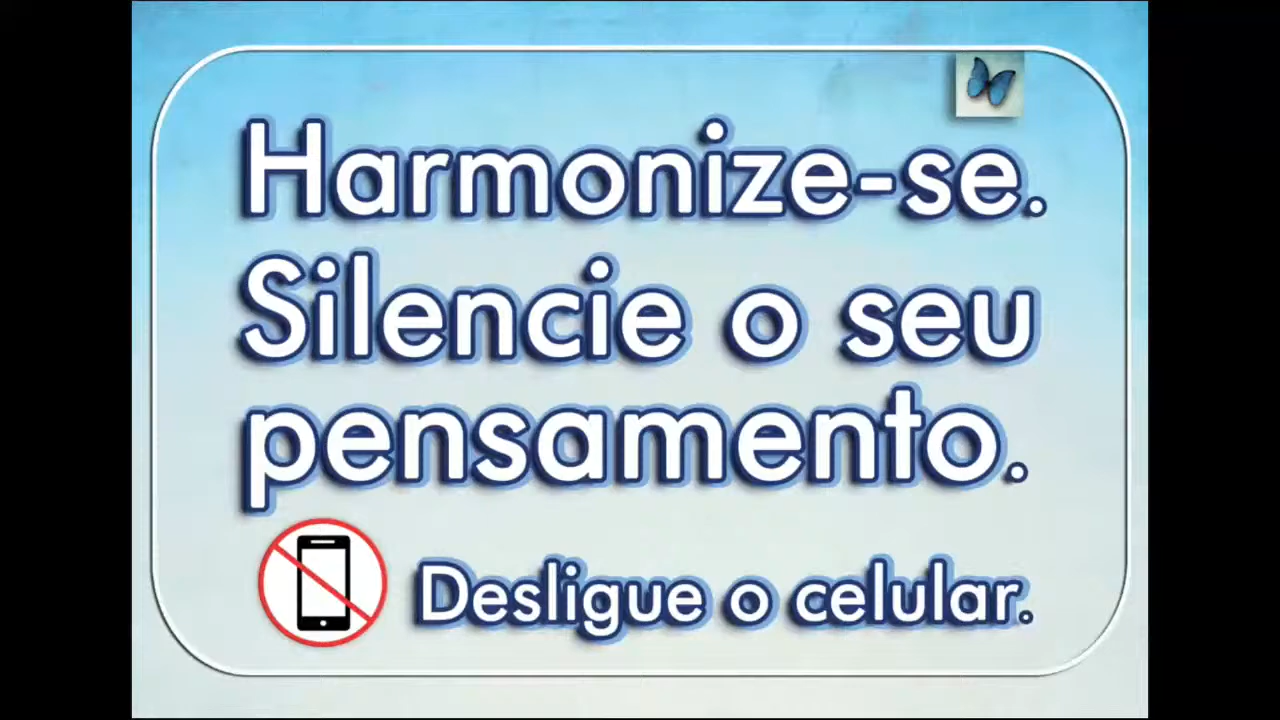 Harmonize-se.
Silencie o seu
pensamento.
Desligue o celular.